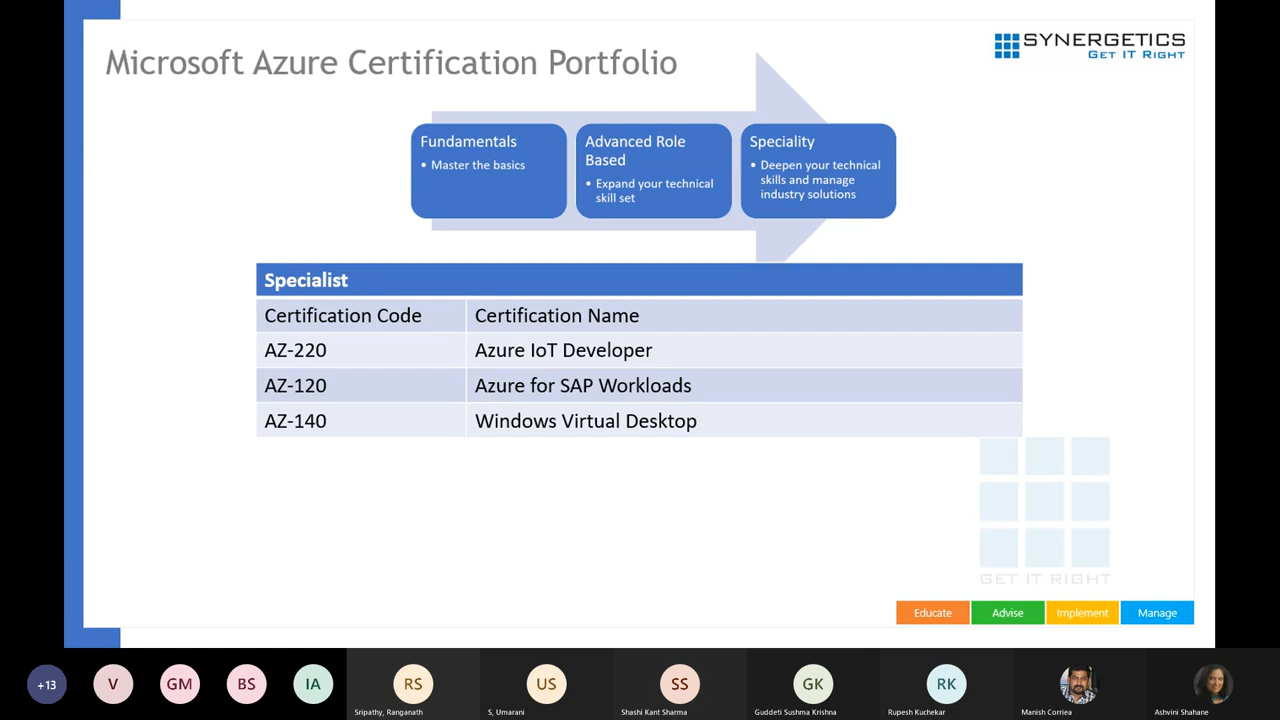 Microsoft Azure Certification Portfolio
SYNERGETICS
GET IT RIGHT
Fundamentals
• Master the basics
Advanced Role
Based
• Expand your technical
skill set
Speciality
• Deepen your technical
skills and manage
industry solutions
Specialist
Certification Code Certification Name
AZ-220 Azure IoT Developer
AZ-120 Azure for SAP Workloads
AZ-140 Windows Virtual Desktop
GET IT RIGHT
Educate Advise Implement Manage
+13 V GM BS IA RS US SS GK RK
Sripathy, Ranganath S, Umarani Shashi Kant Sharma Guddeti Sushma Krishna Rupesh Kuchekar Manish Corriea Ashvini Shahane